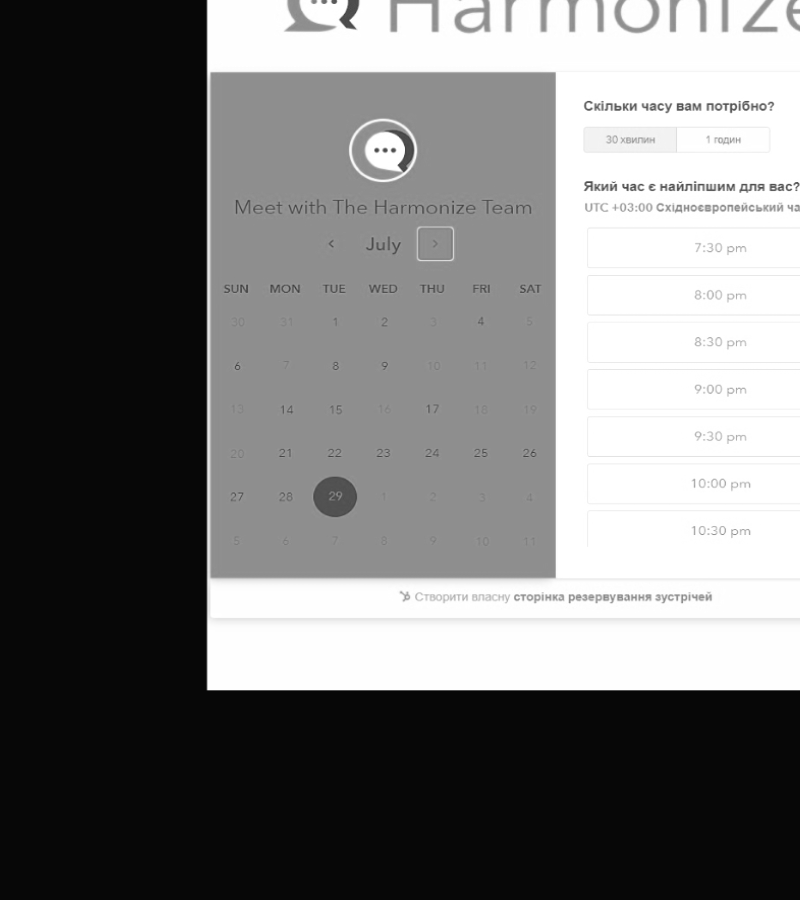 Harmonize
Meet with The Harmonize Team
July
SUN MON TUE WED THU FRI SAT
30 31 1 2 3 4 5
6 7 8 9 10 11 12
13 14 15 16 17 18 19
20 21 22 23 24 25 26
27 28 29 1 2 3 4
5 6 7 8 9 10 11
Скільки часу вам потрібно?
30 хвилин 1 годин
Який час є найліпшим для вас?
UTC +03:00 Східноєвропейський ча
7:30 pm
8:00 pm
8:30 pm
9:00 pm
9:30 pm
10:00 pm
10:30 pm
Створити власну сторінка резервування зустрічей